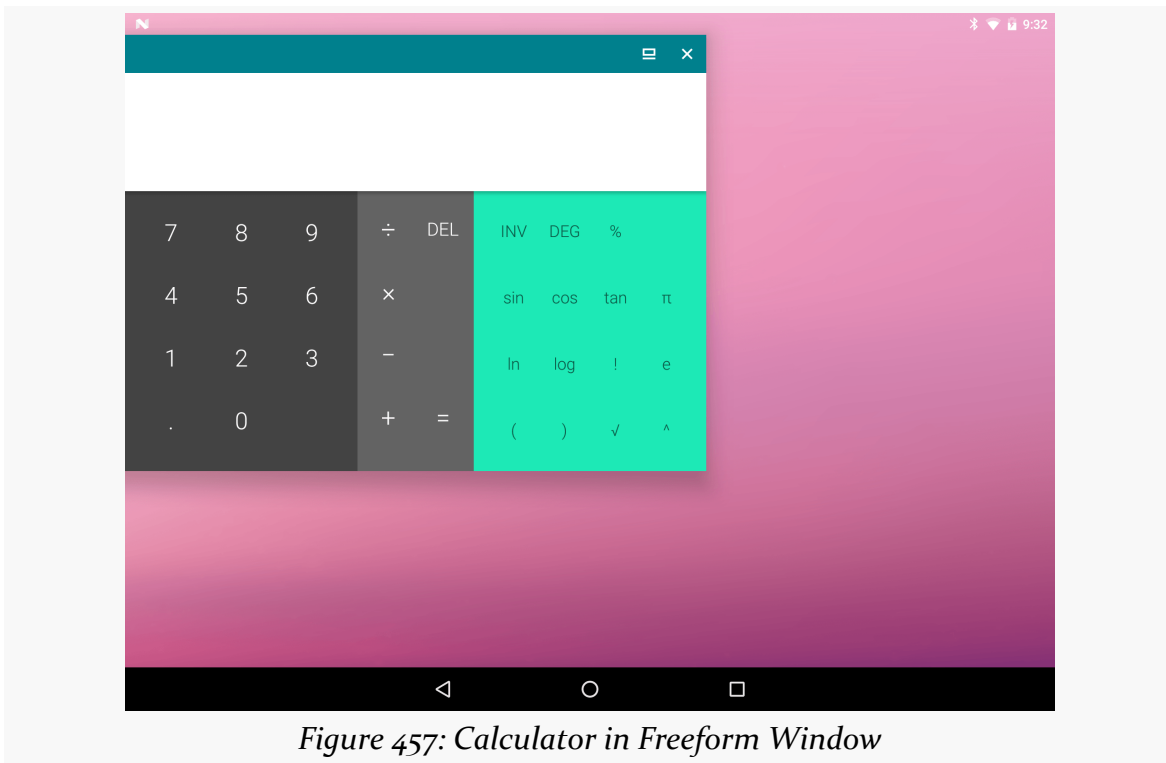 9:32
7 8 9 ÷ DEL INV DEG %
4 5 6 × sin cos tan π
1 2 3 − ln log ! e
. 0 + = ( ) √ ^
Figure 457: Calculator in Freeform Window